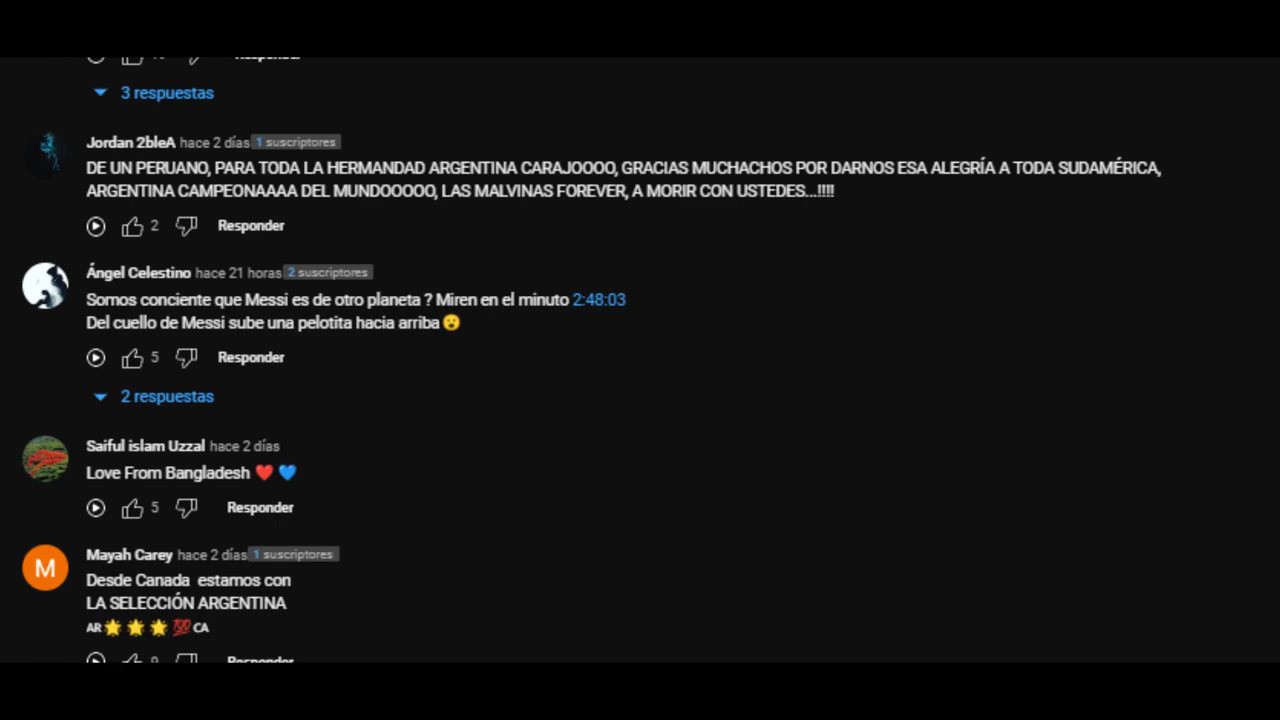 Responder
3 respuestas
Jordan 2bleA hace 2 días 1 suscriptores
DE UN PERUANO, PARA TODA LA HERMANDAD ARGENTINA CARAJOOOO, GRACIAS MUCHACHOS POR DARNOS ESA ALEGRÍA A TODA SUDAMÉRICA,
ARGENTINA CAMPEONAAAA DEL MUNDOOOOO, LAS MALVINAS FOREVER, A MORIR CON USTEDES...!!!!
2 Responder
Ángel Celestino hace 21 horas 2 suscriptores
Somos conciente que Messi es de otro planeta ? Miren en el minuto 2:48:03
Del cuello de Messi sube una pelotita hacia arriba😮
5 Responder
2 respuestas
Saiful islam Uzzal hace 2 días
Love From Bangladesh ❤️ 💙
5 Responder
M
Mayah Carey hace 2 días 1 suscriptores
Desde Canada estamos con
LA SELECCIÓN ARGENTINA
AR🌟 🌟 🌟 💯CA
Responder